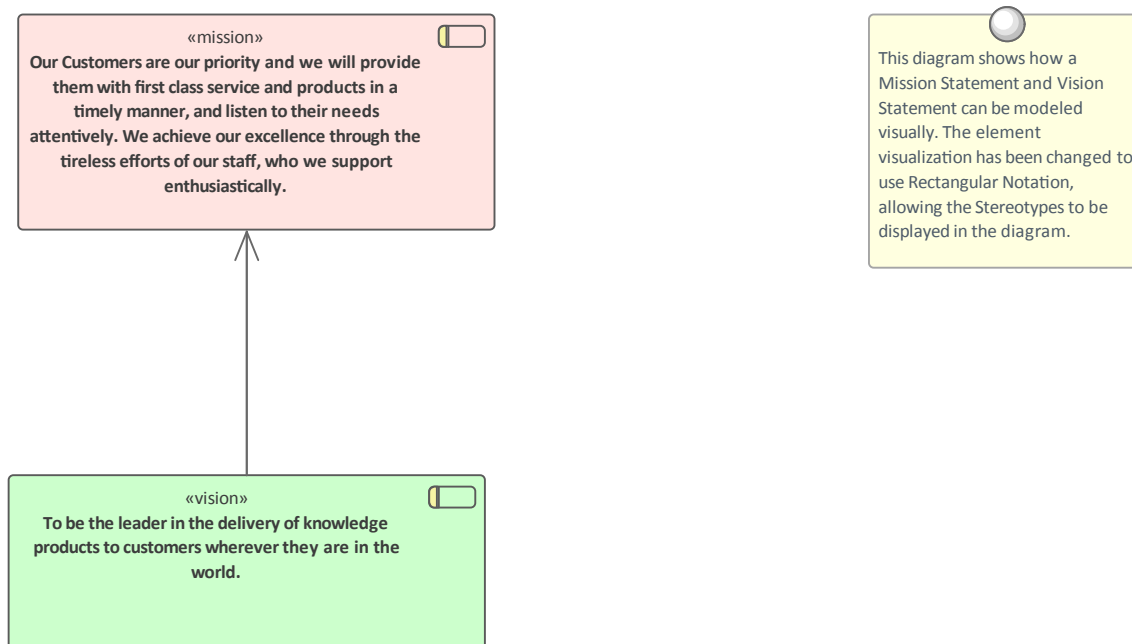 «mission»
Our Customers are our priority and we will provide
them with first class service and products in a
timely manner, and listen to their needs
attentively. We achieve our excellence through the
tireless efforts of our staff, who we support
enthusiastically.
This diagram shows how a
Mission Statement and Vision
Statement can be modeled
visually. The element
visualization has been changed to
use Rectangular Notation,
allowing the Stereotypes to be
displayed in the diagram.
«vision»
To be the leader in the delivery of knowledge
products to customers wherever they are in the
world.